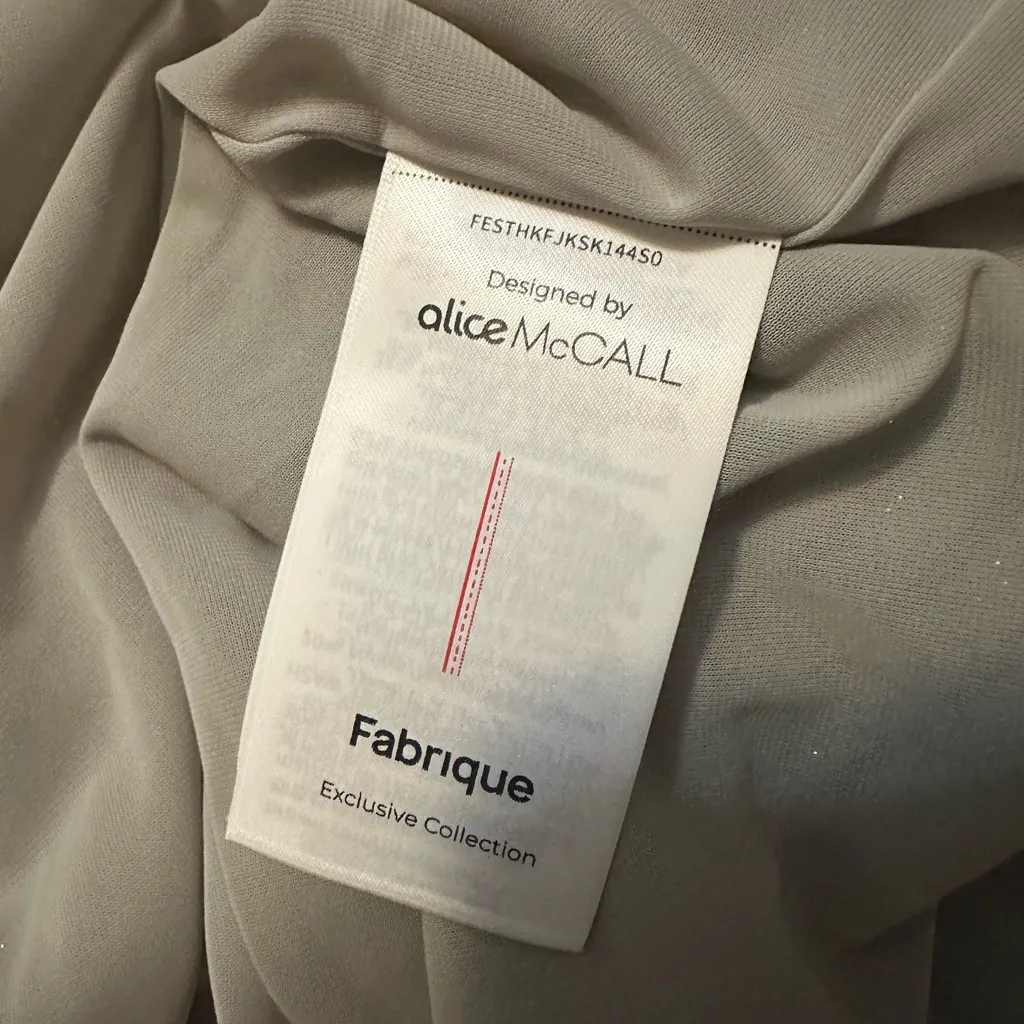 FESTHKFJKSK144S0
Designed by
alice McCALL
Fabrique
Exclusive Collection